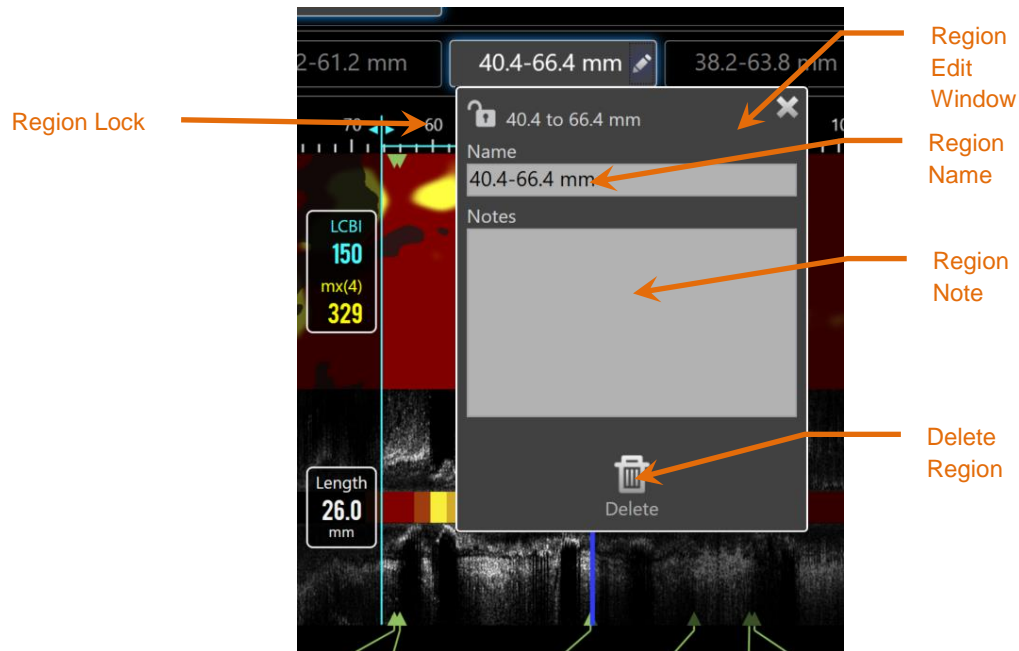 2-61.2 mm
40.4-66.4 mm
38.2-63.8 mm
Region
Edit
Window
Region Lock
70
60
10
40.4 to 66.4 mm
Name
40.4-66.4 mm
Region
Name
Notes
LCBI
150
mx(4)
329
Region
Note
Delete
Region
Length
26.0
mm
Delete